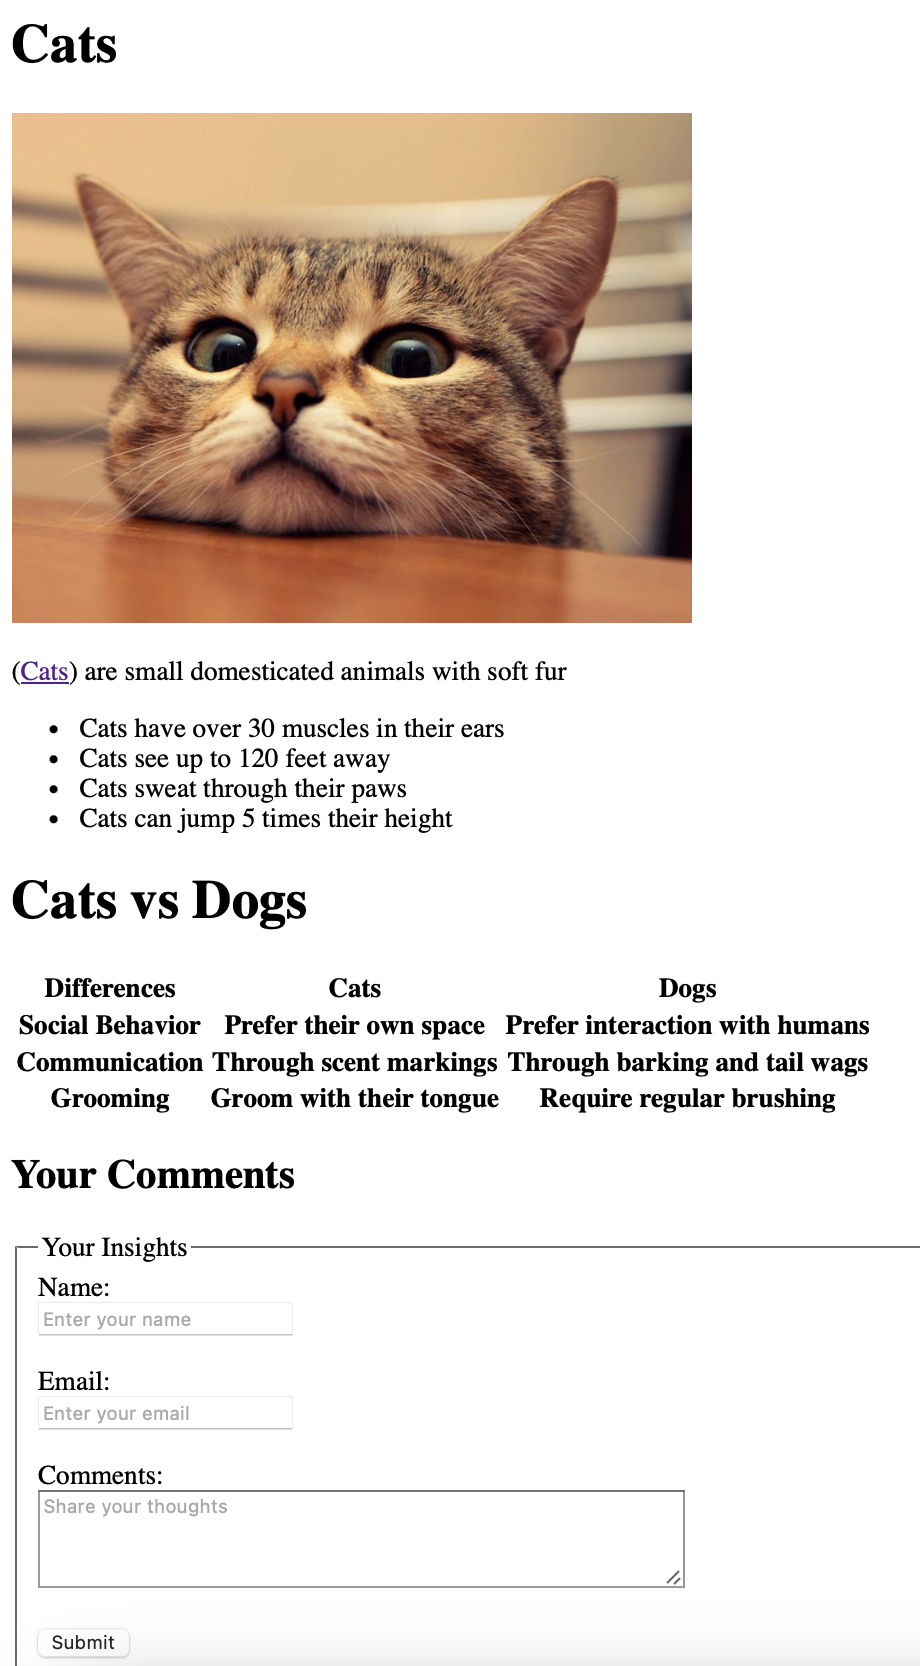 Cats
(Cats) are small domesticated animals with soft fur
• Cats have over 30 muscles in their ears
• Cats see up to 120 feet away
• Cats sweat through their paws
• Cats can jump 5 times their height
Cats vs Dogs
Differences Cats Dogs
Social Behavior Prefer their own space Prefer interaction with humans
Communication Through scent markings Through barking and tail wags
Grooming Groom with their tongue Require regular brushing
Your Comments
Your Insights
Name:
Enter your name
Email:
Enter your email
Comments:
Share your thoughts
Submit